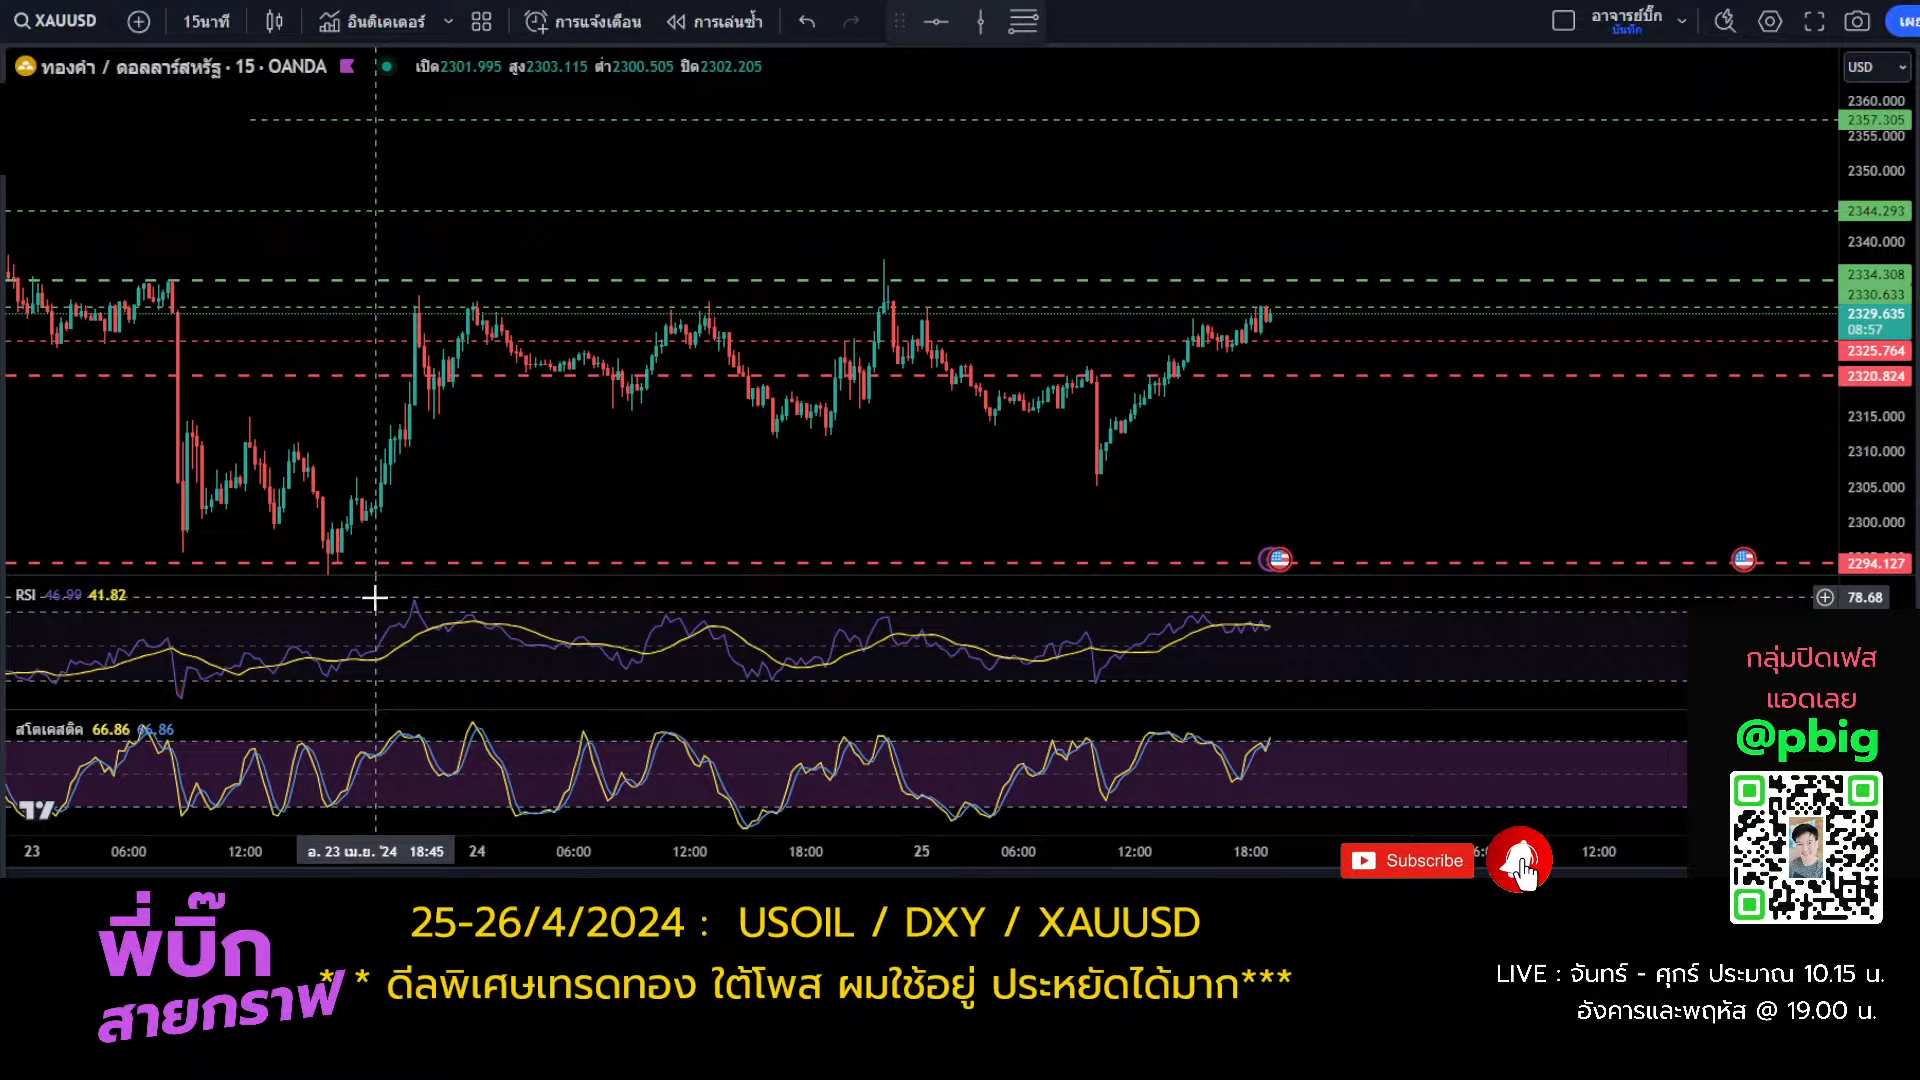 XAUUSD
15นาที
อินดิเคเตอร์
การแจ้งเตือน
การเล่นซ้ำ
อาจารย์บิ๊ก
บันทึก
ทองคำ / ดอลลาร์สหรัฐ · 15 · OANDA
เปิด2301.995 สูง2303.115 ต่ำ2300.505 ปิด2302.205
USD
2360.000
2357.305
2355.000
2350.000
2344.293
2340.000
2334.308
2330.633
2329.635
08:57
2325.764
2320.824
2315.000
2310.000
2305.000
2300.000
2294.127
RSI 46.99 41.82
78.68
สโตเคสติค 66.86
23 06:00 12:00 อ. 23 เม.ย. '24 18:45 24 06:00 12:00 18:00 25 06:00 12:00 18:00 12:00
กลุ่มปิดเฟส
แอดเลย
@pbig
Subscribe
พี่บิ๊ก
สายกราฟ
25-26/4/2024 : USOIL / DXY / XAUUSD
* * ดีลพิเศษเทรดทอง ใต้โพส ผมใช้อยู่ ประหยัดได้มาก***
LIVE : จันทร์ - ศุกร์ ประมาณ 10.15 น.
อังคารและพฤหัส @ 19.00 น.